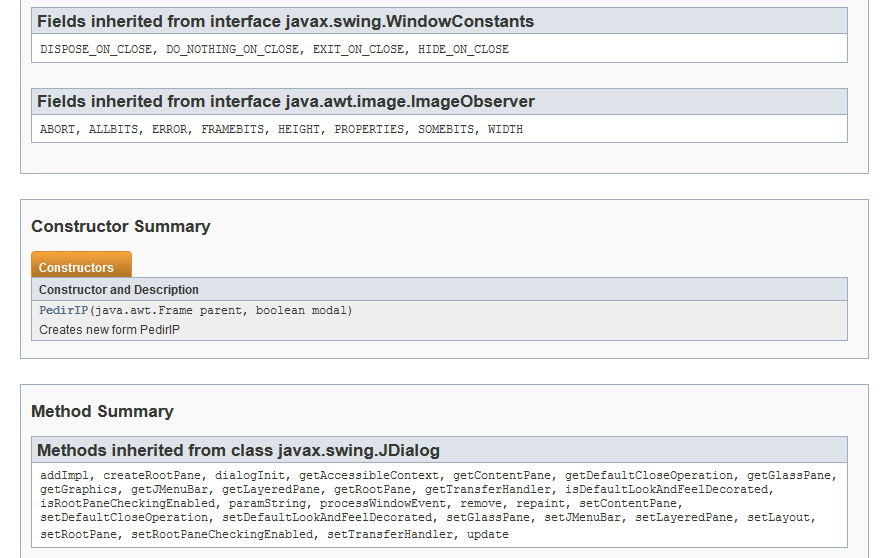 Fields inherited from interface javax.swing.WindowConstants
DISPOSE_ON_CLOSE, DO_NOTHING_ON_CLOSE, EXIT_ON_CLOSE, HIDE_ON_CLOSE
Fields inherited from interface java.awt.image.ImageObserver
ABORT, ALLBITS, ERROR, FRAMEBITS, HEIGHT, PROPERTIES, SOMEBITS, WIDTH
Constructor Summary
Constructors
Constructor and Description
PedirIP(java.awt.Frame parent, boolean modal)
Creates new form PedirIP
Method Summary
Methods inherited from class javax.swing.JDialog
addImpl, createRootPane, dialogInit, getAccessibleContext, getContentPane, getDefaultCloseOperation, getGlassPane,
getGraphics, getJMenuBar, getLayeredPane, getRootPane, getTransferHandler, isDefaultLookAndFeelDecorated,
isRootPaneCheckingEnabled, paramString, processWindowEvent, remove, repaint, setContentPane,
setDefaultCloseOperation, setDefaultLookAndFeelDecorated, setGlassPane, setJMenuBar, setLayeredPane, setLayout,
setRootPane, setRootPaneCheckingEnabled, setTransferHandler, update